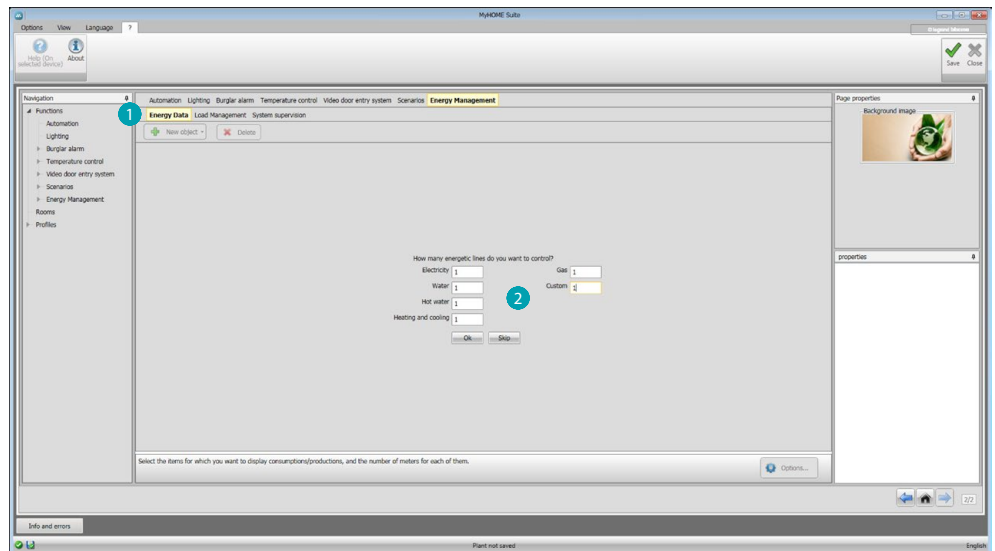 MyHOME Suite
Options View Language ?
Help (On selected device)
About
Save Close
Navigation
Functions
Automation
Lighting
Burglar alarm
Temperature control
Video door entry system
Scenarios
Energy Management
Rooms
Profiles
1
Automation Lighting Burglar alarm Temperature control Video door entry system Scenarios Energy Management
Energy Data Load Management System supervision
New object Delete
How many energetic lines do you want to control?
Electricity 1 Gas 1
Water 1 Custom 1
Hot water 1
2
Heating and cooling 1
Ok Skip
Select the items for which you want to display consumptions/productions, and the number of meters for each of them.
Options...
Page properties
Background image
properties
2/2
Info and errors
Plant not saved
English